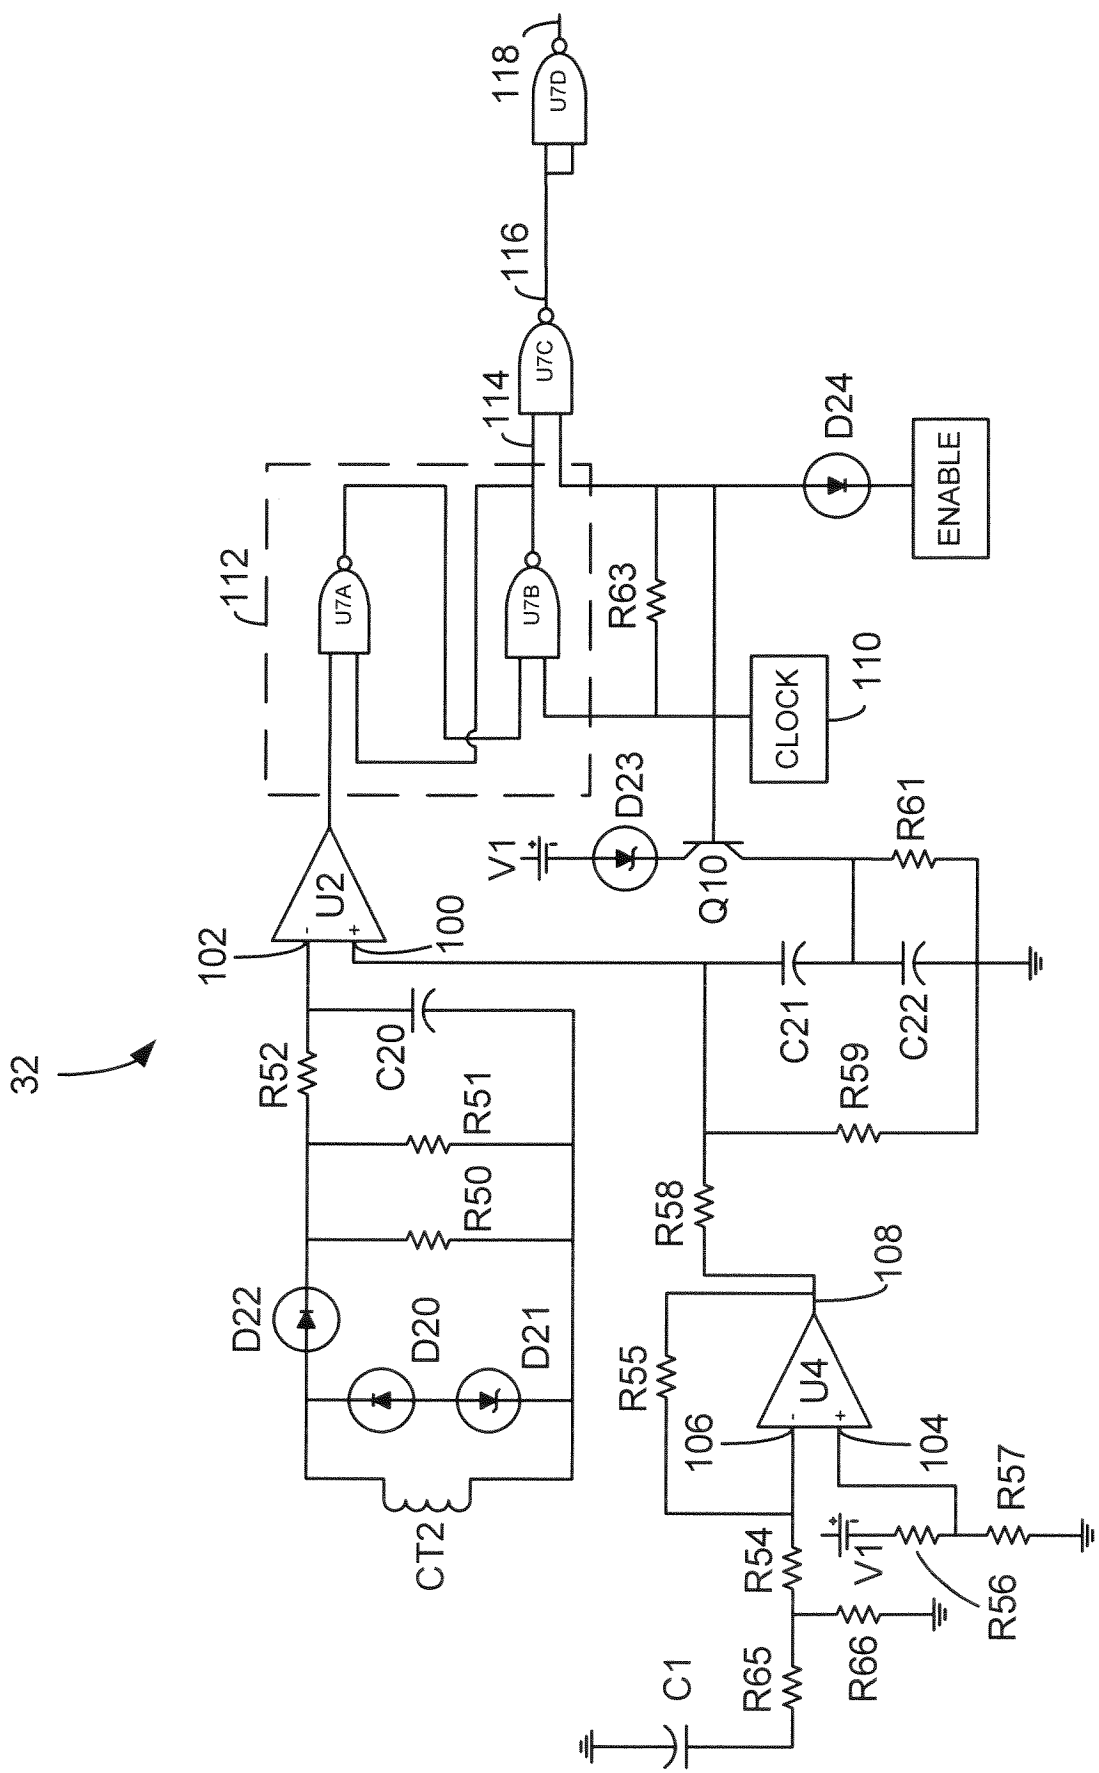 32
118
U7D
116
U7C
114
112
U7A
U7B
D24
ENABLE
R63
CLOCK
110
U2
-
+
102
100
V1
+
-
D23
Q10
R61
R52
C20
C21
C22
R51
R50
R59
D22
D20
D21
R58
108
CT2
R55
U4
-
+
106
104
R54
V1
+
-
R57
R56
R65
R66
C1